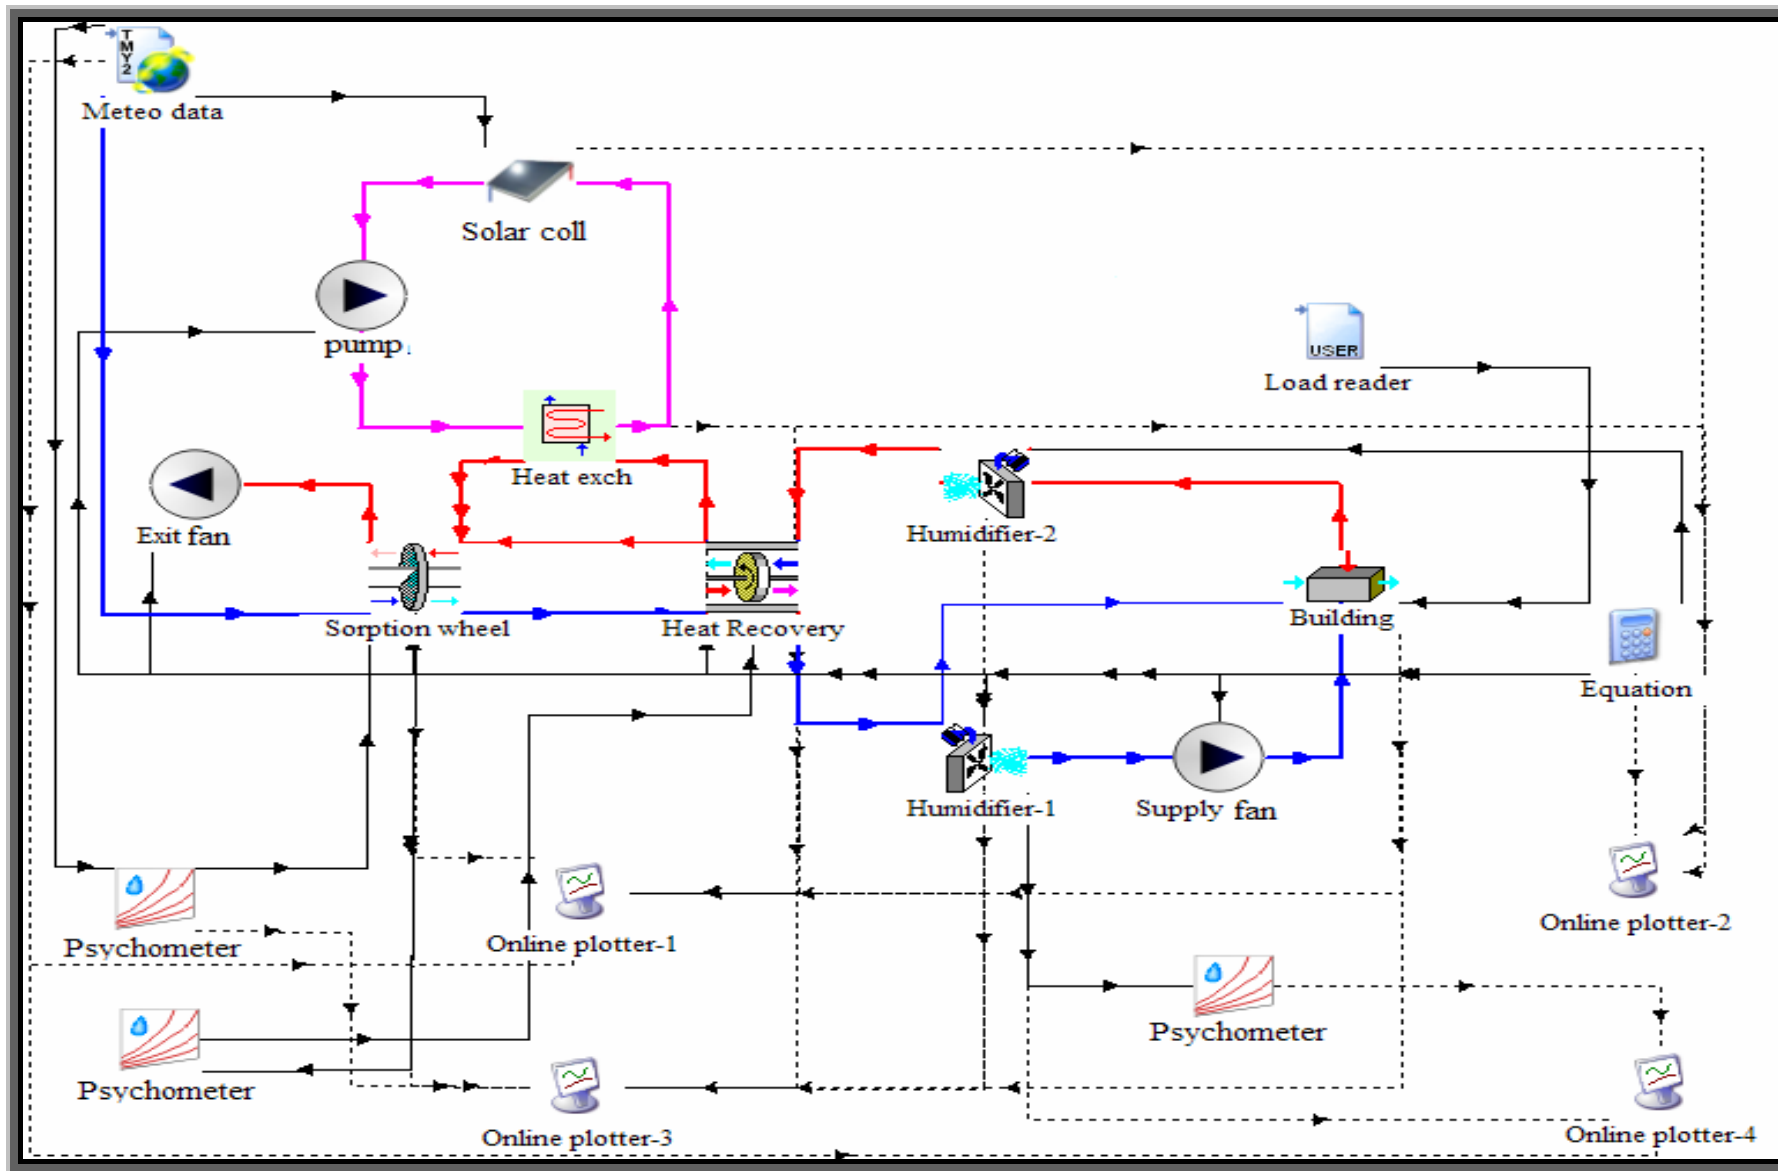 TMY2
Meteo data
Solar coll
pump
USER
Load reader
Heat exch
Exit fan
Humidifier-2
Sorption wheel
Heat Recovery
Building
Equation
Humidifier-1
Supply fan
Psychometer
Online plotter-1
Online plotter-2
Psychometer
Psychometer
Online plotter-3
Online plotter-4